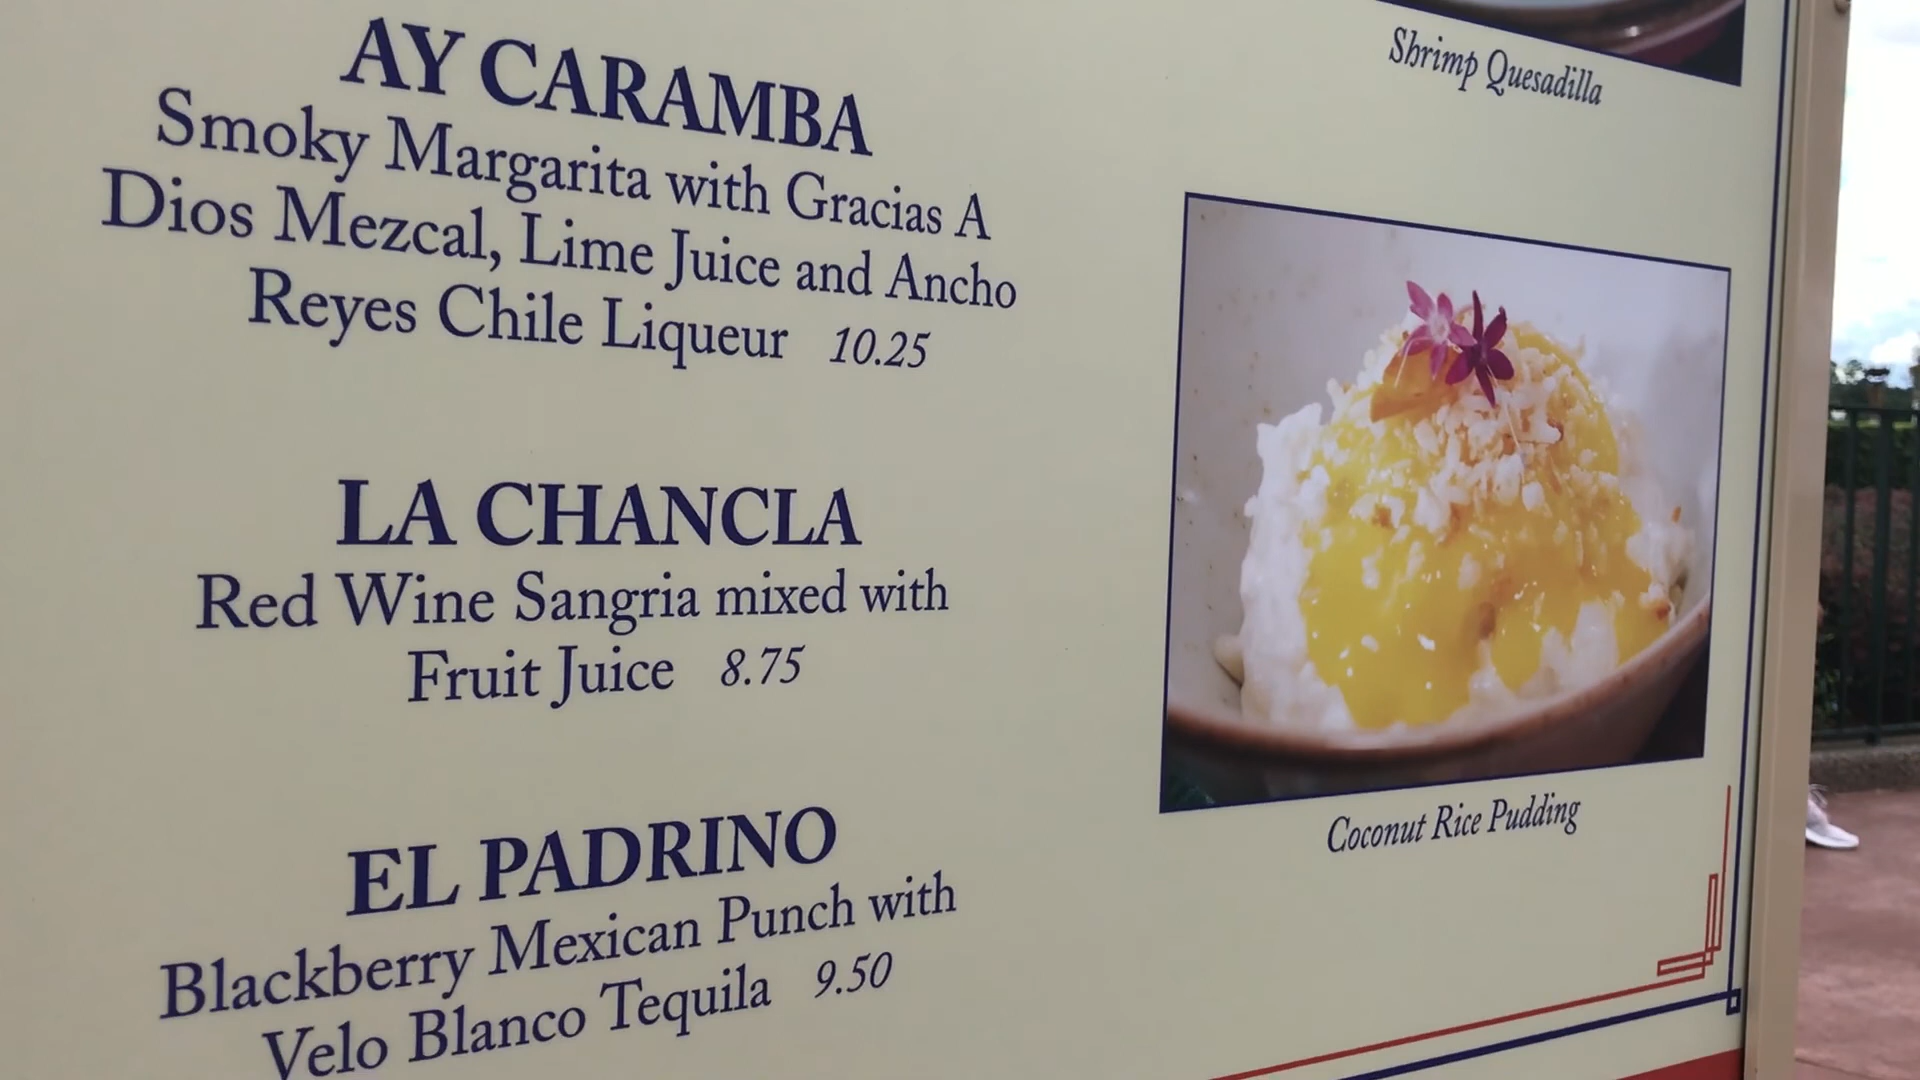 AY CARAMBA
Smoky Margarita with Gracias A
Dios Mezcal, Lime Juice and Ancho
Reyes Chile Liqueur 10.25
LA CHANCLA
Red Wine Sangria mixed with
Fruit Juice 8.75
EL PADRINO
Blackberry Mexican Punch with
Velo Blanco Tequila 9.50
Shrimp Quesadilla
Coconut Rice Pudding